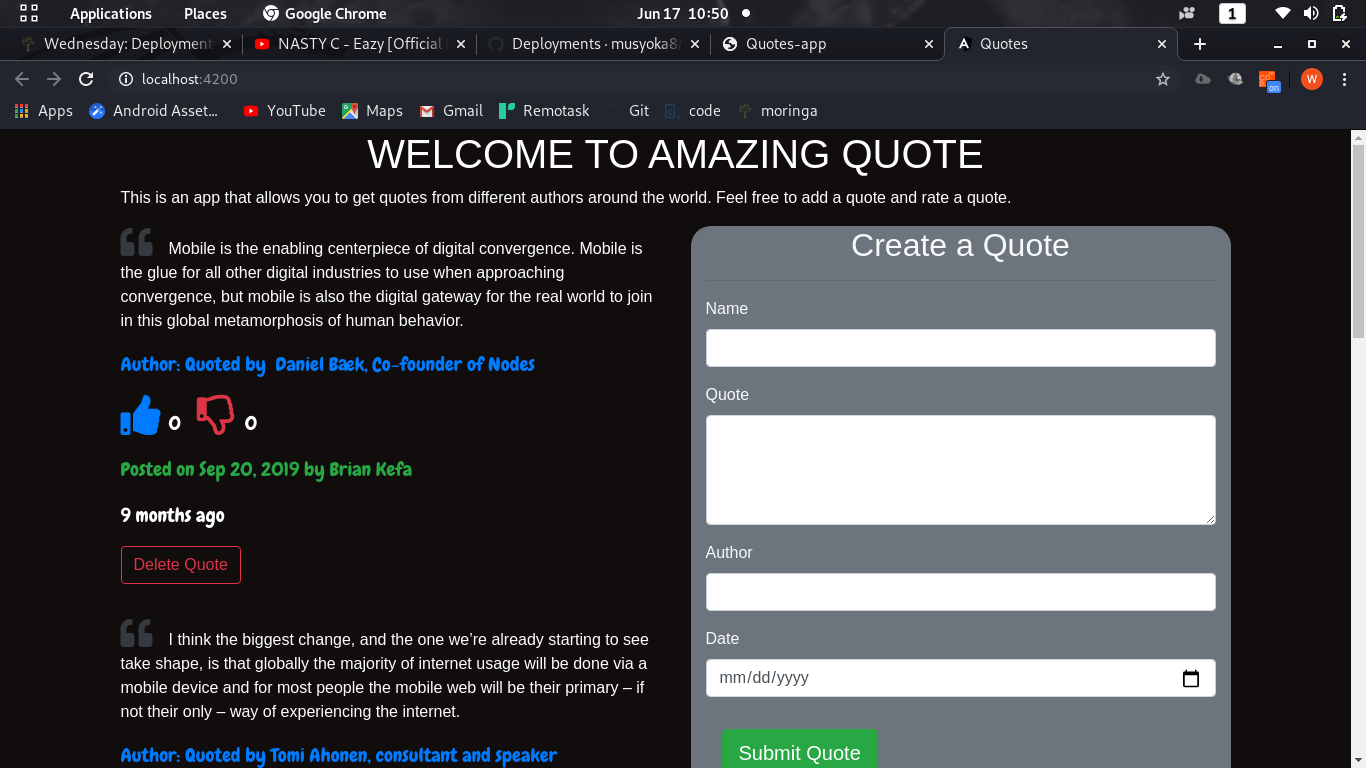 Applications Places Google Chrome Jun 17 10:50 1
Wednesday: Deployment NASTY C - Eazy [Official Deployments · musyoka8/ Quotes-app Quotes
localhost:4200 on W
Apps Android Asset... YouTube Maps Gmail Remotask Git code moringa
WELCOME TO AMAZING QUOTE
This is an app that allows you to get quotes from different authors around the world. Feel free to add a quote and rate a quote.
Mobile is the enabling centerpiece of digital convergence. Mobile is
the glue for all other digital industries to use when approaching
convergence, but mobile is also the digital gateway for the real world to join
in this global metamorphosis of human behavior.
Author: Quoted by Daniel Baek, Co-founder of Nodes
0 0
Posted on Sep 20, 2019 by Brian Kefa
9 months ago
Delete Quote
I think the biggest change, and the one we’re already starting to see
take shape, is that globally the majority of internet usage will be done via a
mobile device and for most people the mobile web will be their primary – if
not their only – way of experiencing the internet.
Author: Quoted by Tomi Ahonen, consultant and speaker
Create a Quote
Name
Quote
Author
Date
mm/dd/yyyy
Submit Quote